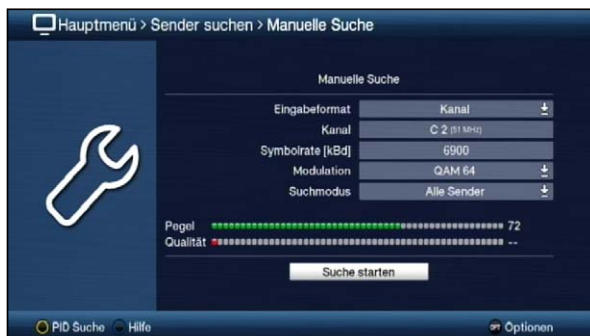 Hauptmenü > Sender suchen > Manuelle Suche
Manuelle Suche
Eingabeformat Kanal
Kanal C 2 (51 MHz)
Symbolrate [kBd] 6900
Modulation QAM 64
Suchmodus Alle Sender
Pegel 72
Qualität --
Suche starten
PID Suche Hilfe OPT Optionen